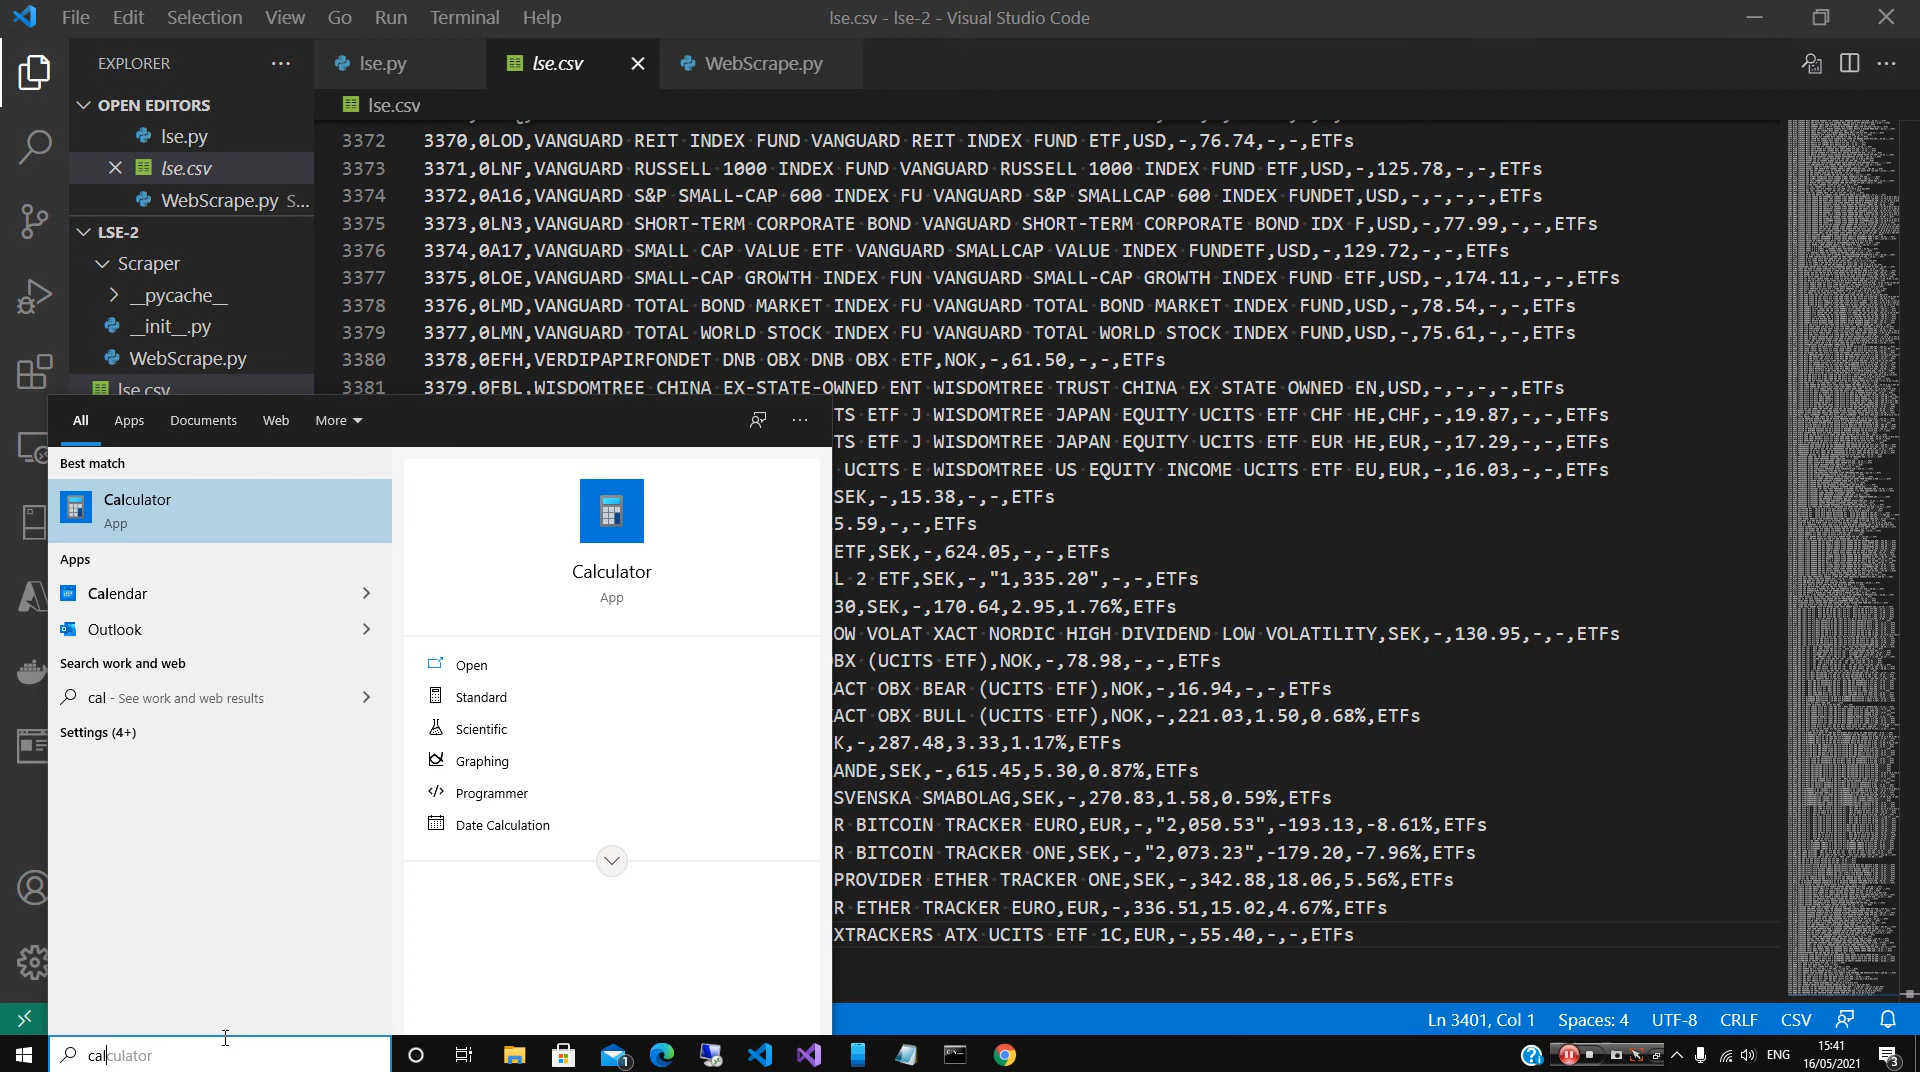 File Edit Selection View Go Run Terminal Help
lse.csv - lse-2 - Visual Studio Code
EXPLORER
OPEN EDITORS
lse.py
lse.csv
WebScrape.py S...
LSE-2
Scraper
__pycache__
__init__.py
WebScrape.py
lse.csv
lse.py
lse.csv
WebScrape.py
lse.csv
3372 3370,0LOD,VANGUARD REIT INDEX FUND VANGUARD REIT INDEX FUND ETF,USD,-,76.74,-,-,ETFs
3373 3371,0LNF,VANGUARD RUSSELL 1000 INDEX FUND VANGUARD RUSSELL 1000 INDEX FUND ETF,USD,-,125.78,-,-,ETFs
3374 3372,0A16,VANGUARD S&P SMALL-CAP 600 INDEX FU VANGUARD S&P SMALLCAP 600 INDEX FUNDET,USD,-,-,-,-,ETFs
3375 3373,0LN3,VANGUARD SHORT-TERM CORPORATE BOND VANGUARD SHORT-TERM CORPORATE BOND IDX F,USD,-,77.99,-,-,ETFs
3376 3374,0A17,VANGUARD SMALL CAP VALUE ETF VANGUARD SMALLCAP VALUE INDEX FUNDETF,USD,-,129.72,-,-,ETFs
3377 3375,0LOE,VANGUARD SMALL-CAP GROWTH INDEX FUN VANGUARD SMALL-CAP GROWTH INDEX FUND ETF,USD,-,174.11,-,-,ETFs
3378 3376,0LMD,VANGUARD TOTAL BOND MARKET INDEX FU VANGUARD TOTAL BOND MARKET INDEX FUND,USD,-,78.54,-,-,ETFs
3379 3377,0LMN,VANGUARD TOTAL WORLD STOCK INDEX FU VANGUARD TOTAL WORLD STOCK INDEX FUND,USD,-,75.61,-,-,ETFs
3380 3378,0EFH,VERDIPAPIRFONDET DNB OBX DNB OBX ETF,NOK,-,61.50,-,-,ETFs
3381 3379,0FBL,WISDOMTREE CHINA EX-STATE-OWNED ENT WISDOMTREE TRUST CHINA EX STATE OWNED EN,USD,-,-,-,-,ETFs
TS ETF J WISDOMTREE JAPAN EQUITY UCITS ETF CHF HE,CHF,-,19.87,-,-,ETFs
TS ETF J WISDOMTREE JAPAN EQUITY UCITS ETF EUR HE,EUR,-,17.29,-,-,ETFs
UCITS E WISDOMTREE US EQUITY INCOME UCITS ETF EU,EUR,-,16.03,-,-,ETFs
SEK,-,15.38,-,-,ETFs
5.59,-,-,ETFs
ETF,SEK,-,624.05,-,-,ETFs
L 2 ETF,SEK,-,"1,335.20",-,-,ETFs
30,SEK,-,170.64,2.95,1.76%,ETFs
OW VOLAT XACT NORDIC HIGH DIVIDEND LOW VOLATILITY,SEK,-,130.95,-,-,ETFs
BX (UCITS ETF),NOK,-,78.98,-,-,ETFs
ACT OBX BEAR (UCITS ETF),NOK,-,16.94,-,-,ETFs
ACT OBX BULL (UCITS ETF),NOK,-,221.03,1.50,0.68%,ETFs
K,-,287.48,3.33,1.17%,ETFs
ANDE,SEK,-,615.45,5.30,0.87%,ETFs
SVENSKA SMABOLAG,SEK,-,270.83,1.58,0.59%,ETFs
R BITCOIN TRACKER EURO,EUR,-,"2,050.53",-193.13,-8.61%,ETFs
R BITCOIN TRACKER ONE,SEK,-,"2,073.23",-179.20,-7.96%,ETFs
PROVIDER ETHER TRACKER ONE,SEK,-,342.88,18.06,5.56%,ETFs
R ETHER TRACKER EURO,EUR,-,336.51,15.02,4.67%,ETFs
XTRACKERS ATX UCITS ETF 1C,EUR,-,55.40,-,-,ETFs
All Apps Documents Web More
Best match
Calculator
App
Apps
Calendar
Outlook
Search work and web
cal - See work and web results
Settings (4+)
Calculator
App
Open
Standard
Scientific
Graphing
Programmer
Date Calculation
Ln 3401, Col 1 Spaces: 4 UTF-8 CRLF CSV
calculator
1
ENG
15:41
16/05/2021
3